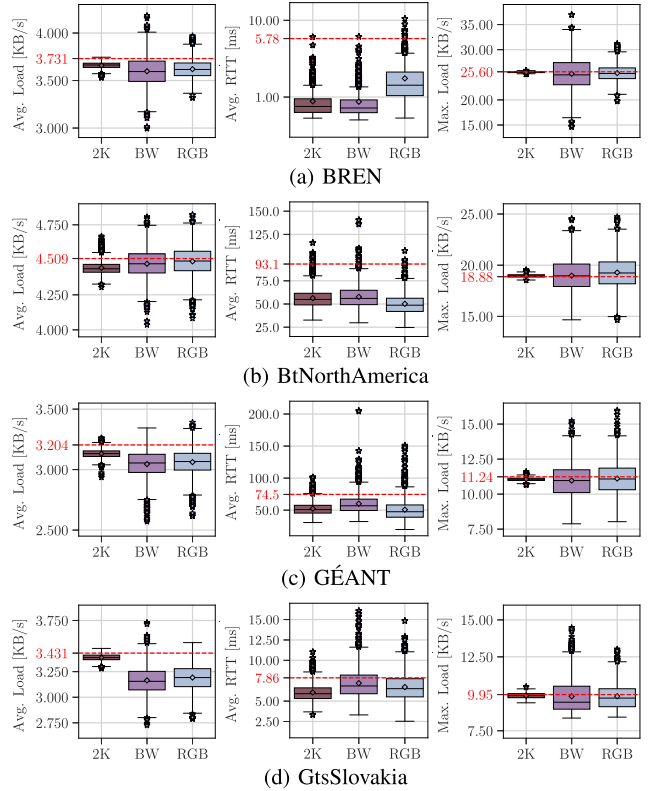 Avg. Load [KB/s]
4.000
3.731
3.500
3.000
2K BW RGB
Avg. RTT [ms]
10.00
5.78
1.00
2K BW RGB
Max. Load [KB/s]
35.00
30.00
25.60
25.00
20.00
15.00
2K BW RGB
(a) BREN
Avg. Load [KB/s]
4.750
4.509
4.250
4.000
2K BW RGB
Avg. RTT [ms]
150.0
125.0
93.1
75.0
50.0
25.0
2K BW RGB
Max. Load [KB/s]
25.00
20.00
18.88
15.00
2K BW RGB
(b) BtNorthAmerica
Avg. Load [KB/s]
3.500
3.204
3.000
2.500
2K BW RGB
Avg. RTT [ms]
200.0
150.0
100.0
74.5
50.0
2K BW RGB
Max. Load [KB/s]
15.00
12.50
11.24
10.00
7.50
2K BW RGB
(c) GÉANT
Avg. Load [KB/s]
3.750
3.431
3.250
3.000
2.750
2K BW RGB
Avg. RTT [ms]
15.00
12.50
10.00
7.86
5.00
2.50
2K BW RGB
Max. Load [KB/s]
15.00
12.50
9.95
7.50
2K BW RGB
(d) GtsSlovakia